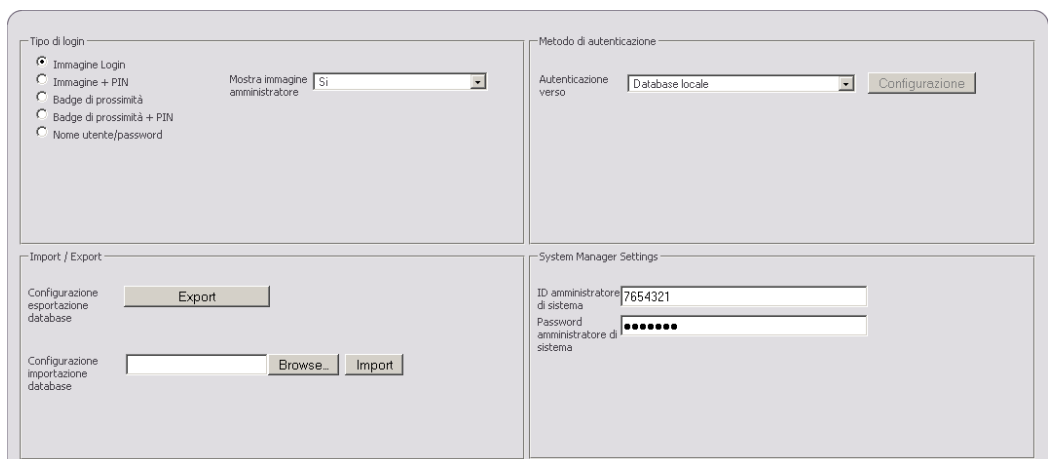 Tipo di login
Immagine Login
Immagine + PIN
Badge di prossimità
Badge di prossimità + PIN
Nome utente/password
Mostra immagine
amministratore
Si
Metodo di autenticazione
Autenticazione
verso
Database locale
Configurazione
Import / Export
Configurazione
esportazione
database
Export
Configurazione
importazione
database
Browse...
Import
System Manager Settings
ID amministratore
di sistema
7654321
Password
amministratore di
sistema
●●●●●●●